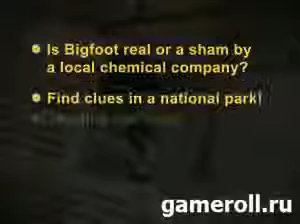 Is Bigfoot real or a sham by
a local chemical company?
Find clues in a national park
gameroll.ru